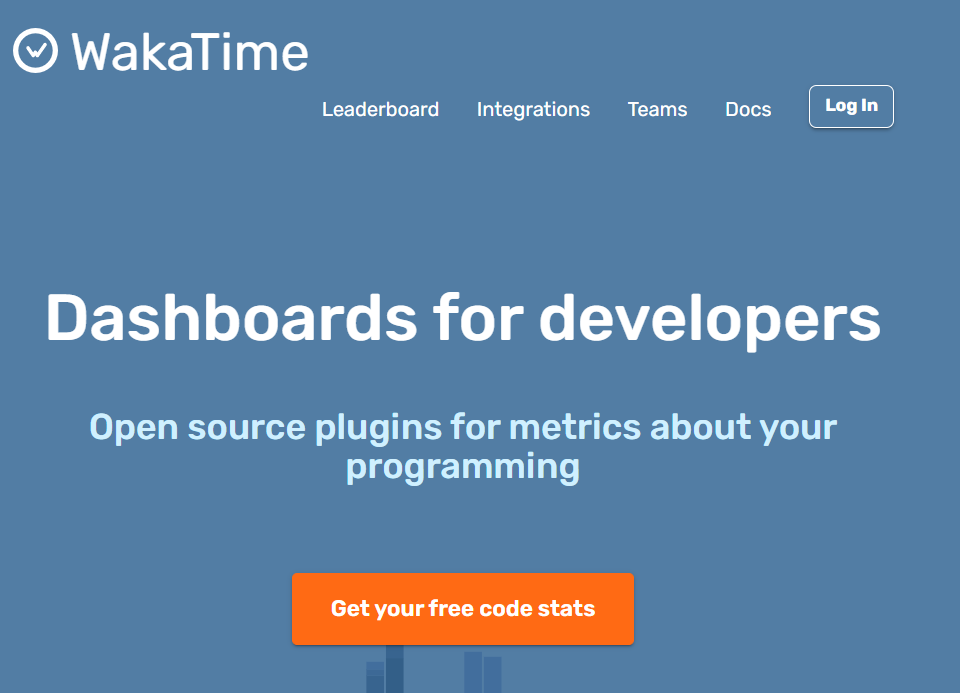 WakaTime
Leaderboard Integrations Teams Docs Log In
Dashboards for developers
Open source plugins for metrics about your
programming
Get your free code stats